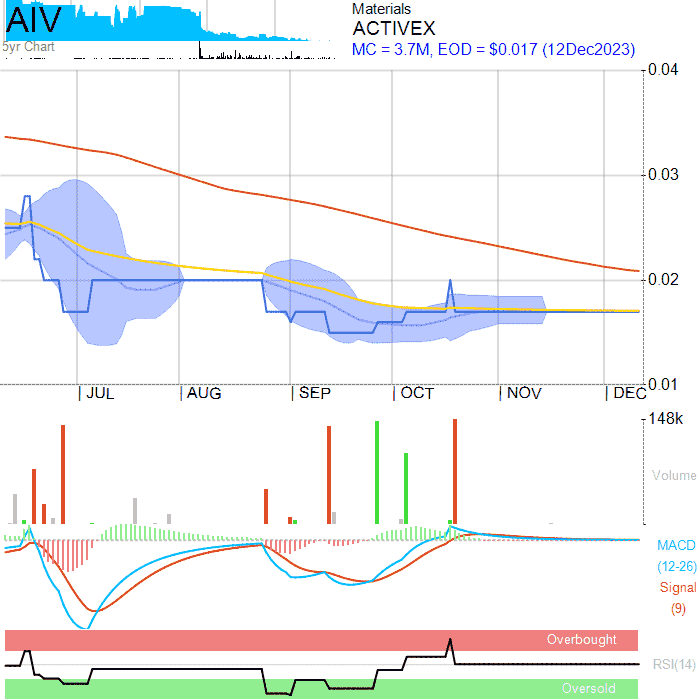 AIV
5yr Chart
Materials
ACTIVEX
MC = 3.7M, EOD = $0.017 (12Dec2023)
0.04
0.03
0.02
0.01
| JUL | AUG | SEP | OCT | NOV | DEC
148k
Volume
MACD
(12-26)
Signal
(9)
Overbought
RSI(14)
Oversold